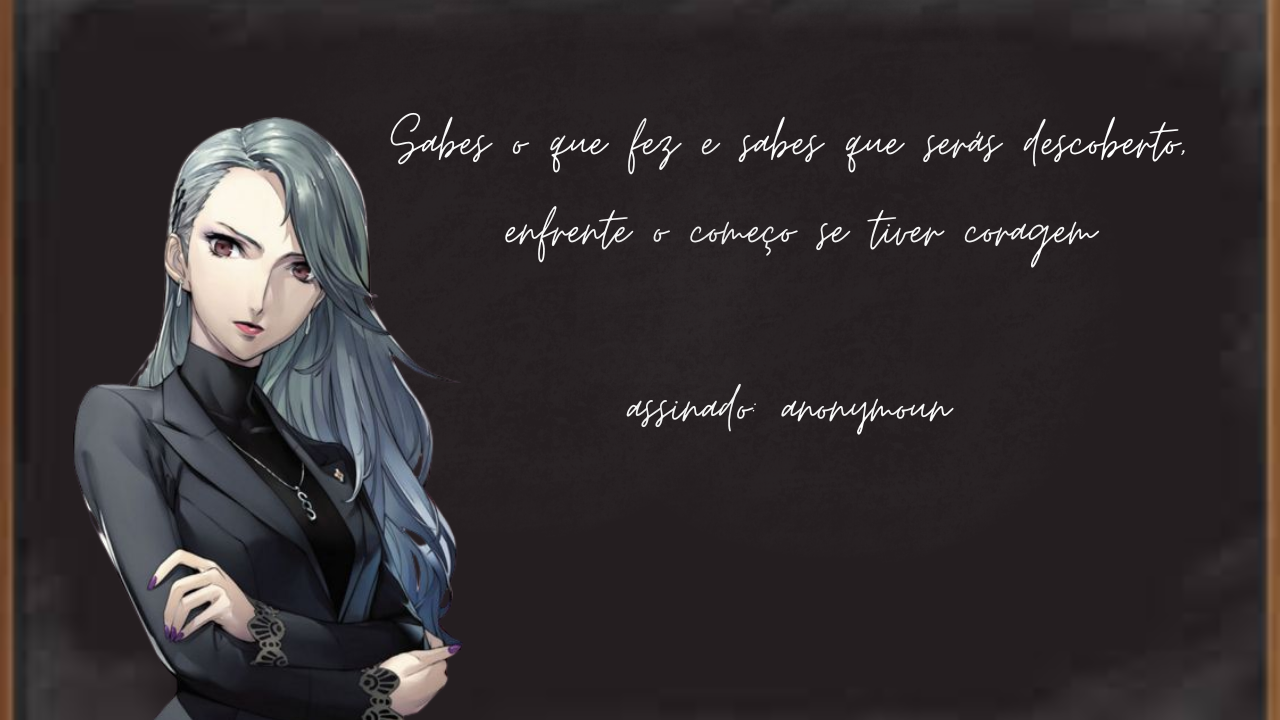 Sabes o que fez e sabes que serás descoberto,
enfrente o começo se tiver coragem
assinado: anonymoun